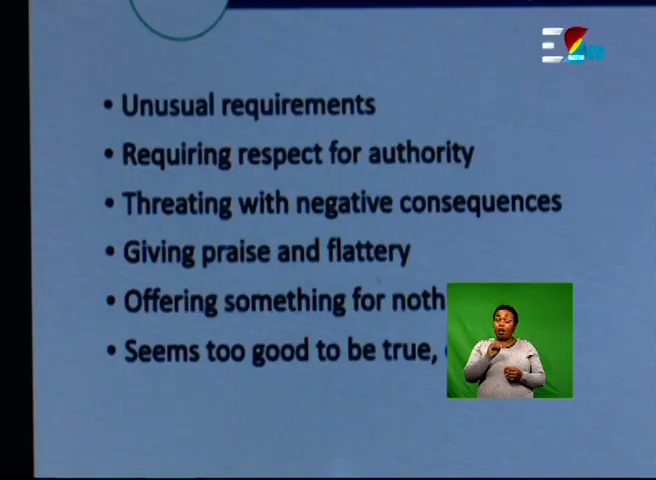 • Unusual requirements
• Requiring respect for authority
• Threating with negative consequences
• Giving praise and flattery
• Offering something for
• Seems too good to be true,